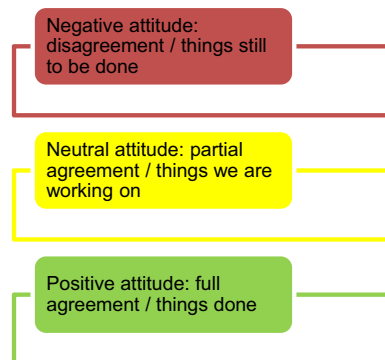 Negative attitude:
disagreement / things still
to be done
Neutral attitude: partial
agreement / things we are
working on
Positive attitude: full
agreement / things done